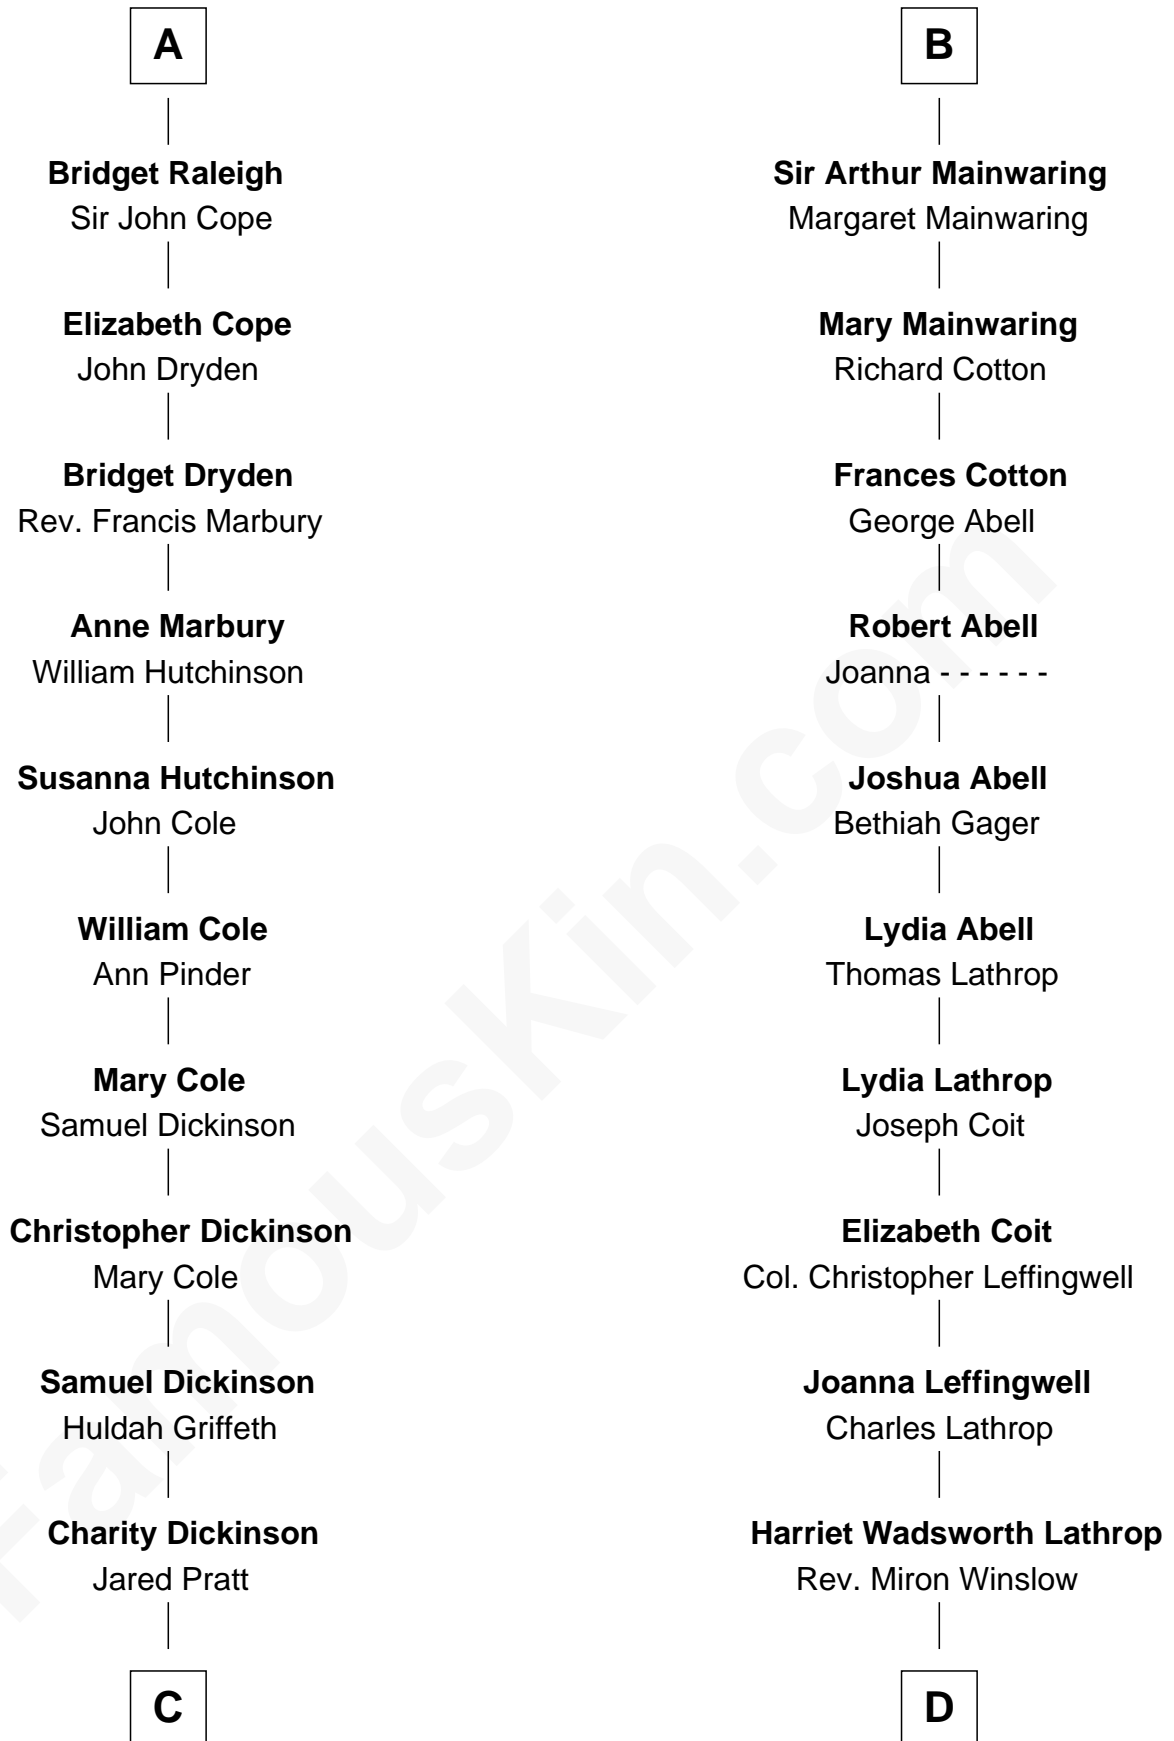 A
Bridget Raleigh
Sir John Cope
Elizabeth Cope
John Dryden
Bridget Dryden
Rev. Francis Marbury
Anne Marbury
William Hutchinson
Susanna Hutchinson
John Cole
William Cole
Ann Pinder
Mary Cole
Samuel Dickinson
Christopher Dickinson
Mary Cole
Samuel Dickinson
Huldah Griffeth
Charity Dickinson
Jared Pratt
C
B
Sir Arthur Mainwaring
Margaret Mainwaring
Mary Mainwaring
Richard Cotton
Frances Cotton
George Abell
Robert Abell
Joanna - - - - - -
Joshua Abell
Bethiah Gager
Lydia Abell
Thomas Lathrop
Lydia Lathrop
Joseph Coit
Elizabeth Coit
Col. Christopher Leffingwell
Joanna Leffingwell
Charles Lathrop
Harriet Wadsworth Lathrop
Rev. Miron Winslow
D
FamousKin.com